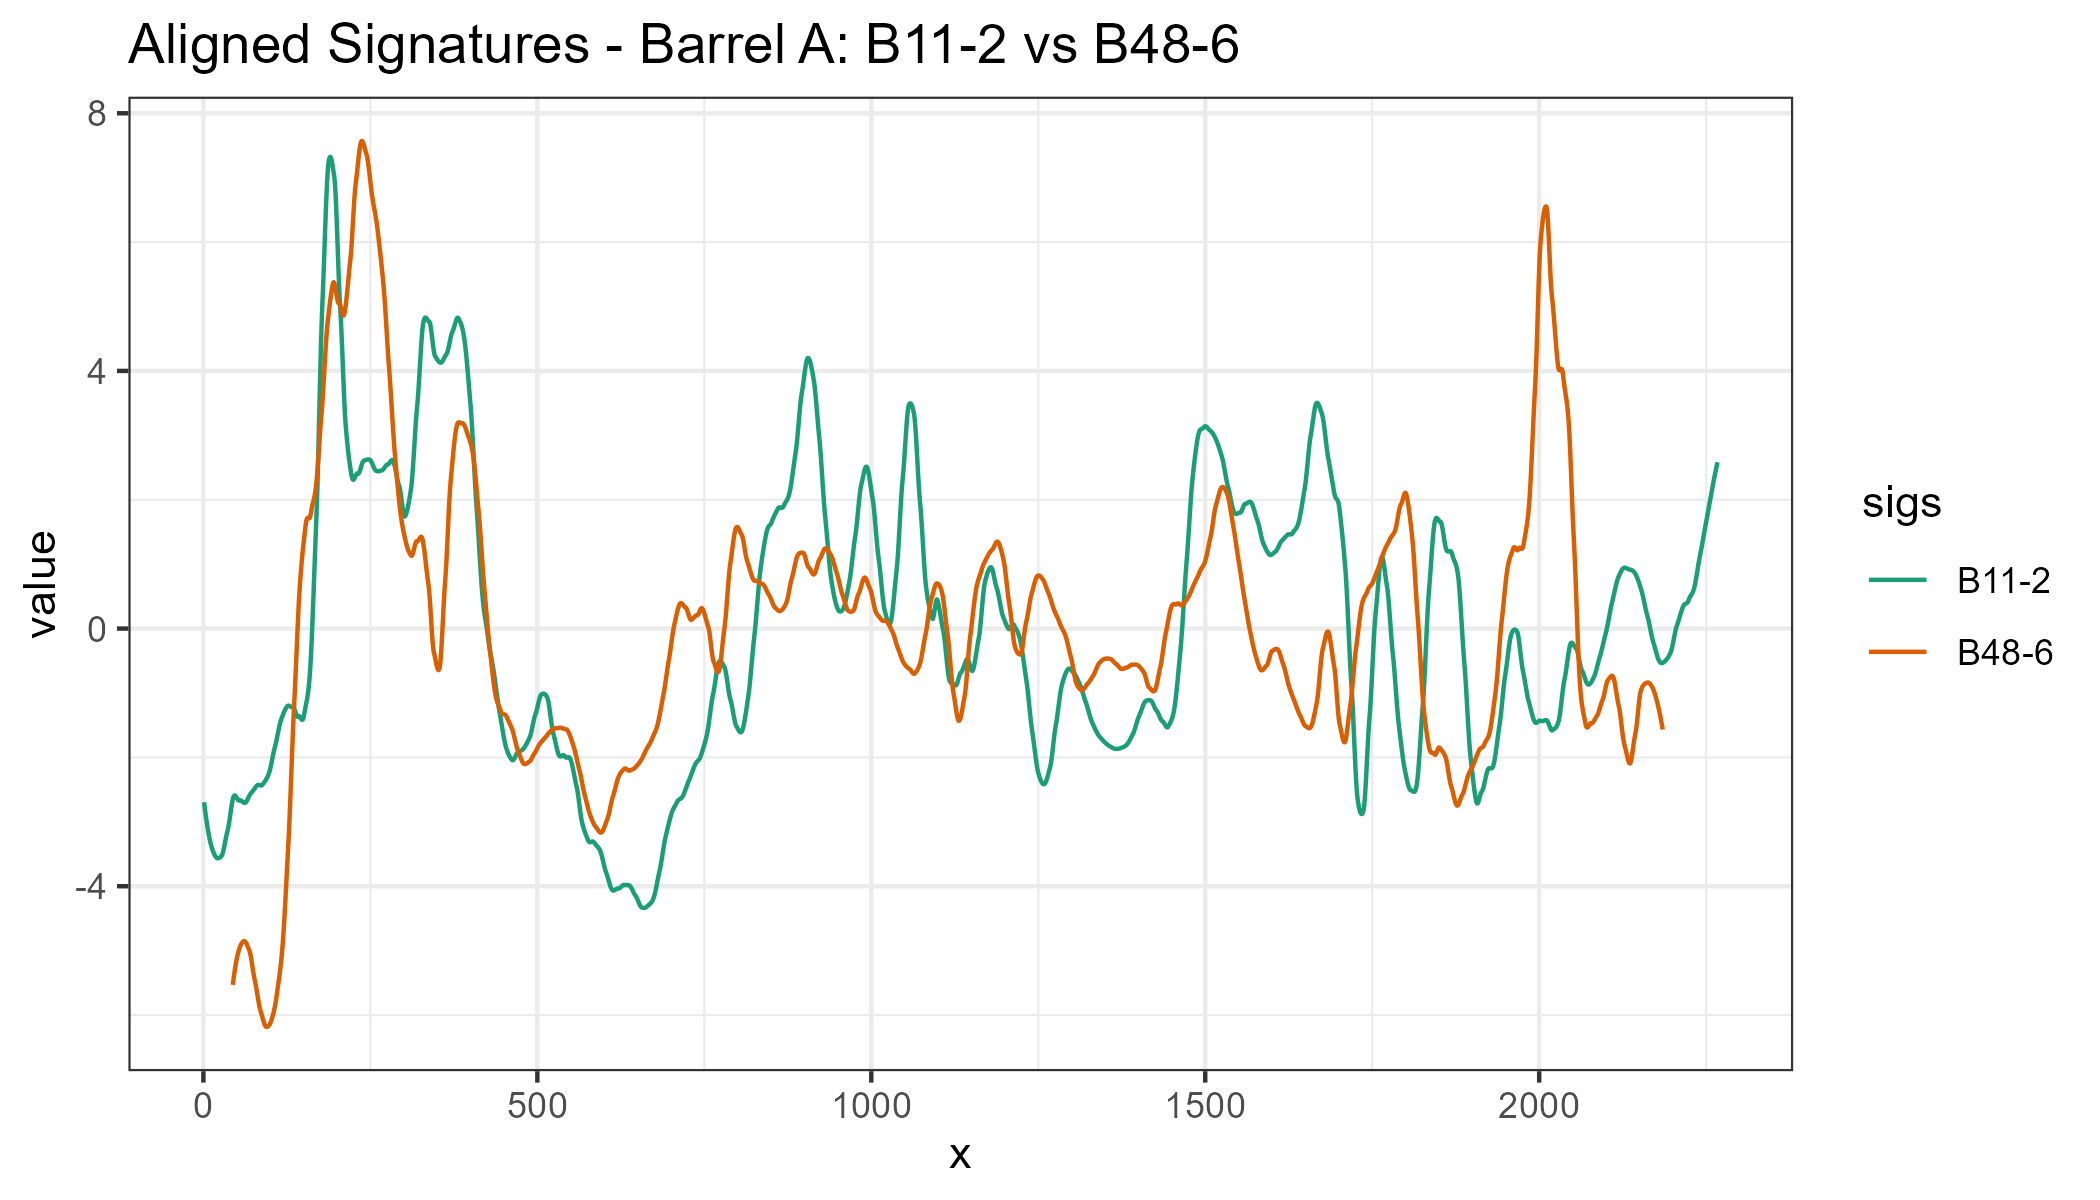 Aligned Signatures - Barrel A: B11-2 vs B48-6
8
4
0
-4
value
0 500 1000 1500 2000
x
sigs
B11-2
B48-6